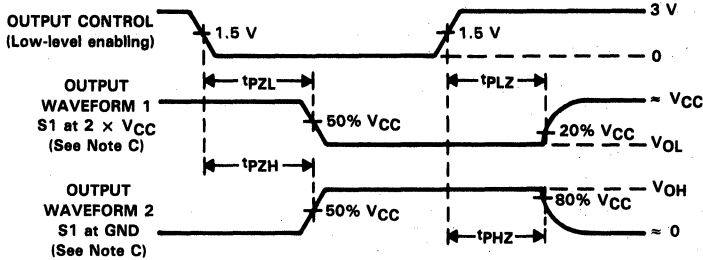 OUTPUT CONTROL
(Low-level enabling)
1.5 V
1.5 V
3 V
0
tPZL
tPLZ
OUTPUT
WAVEFORM 1
S1 at 2 × VCC
(See Note C)
50% VCC
20% VCC
≈ VCC
VOL
tPZH
OUTPUT
WAVEFORM 2
S1 at GND
(See Note C)
50% VCC
80% VCC
VOH
≈ 0
tPHZ